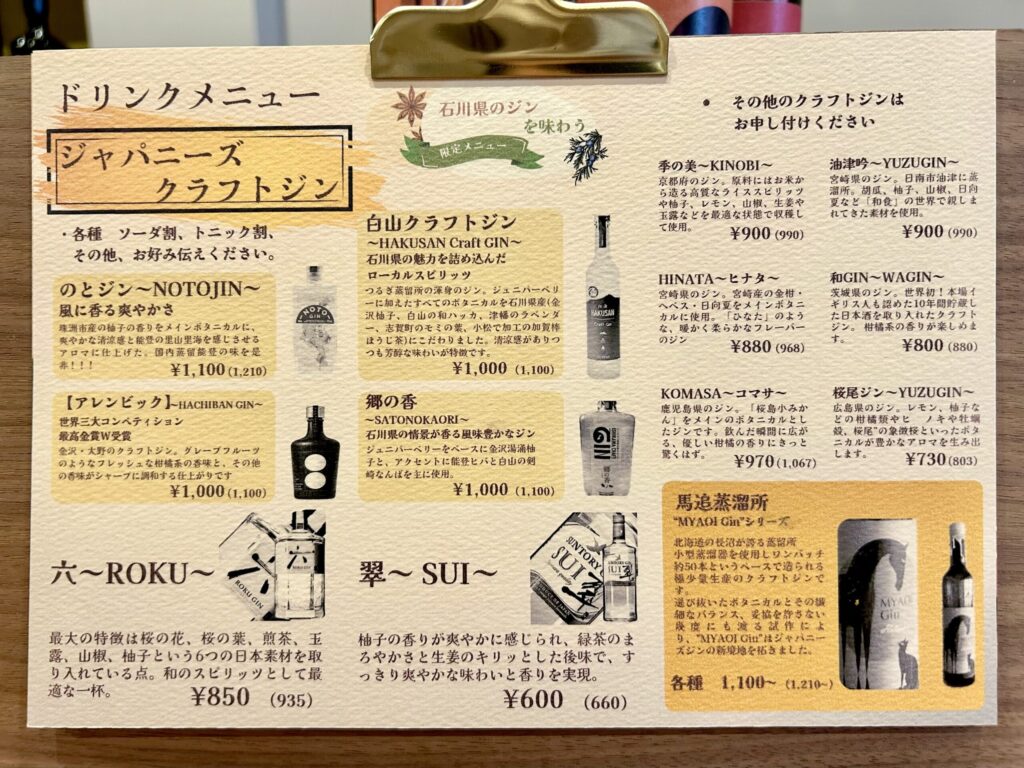 ドリンクメニュー
ジャパニーズ
クラフトジン
・各種　ソーダ割、トニック割、
その他、お好み伝えください。
のとジン〜NOTOJIN〜
風に香る爽やかさ
珠洲市産の柚子の香りをメインボタニカルに、
爽やかな清涼感と能登の里山里海を感じさせる
アロマに仕上げた。国内蒸留能登の味を是
非！！！
¥1,100(1,210)
NOTO
GIN
【アレンビック】〜HACHIBAN GIN〜
世界三大コンペティション
最高金賞W受賞
金沢・大野のクラフトジン。グレープフルーツ
のようなフレッシュな柑橘系の香味と、その他
の香味がシャープに調和する仕上がりです
¥1,000(1,100)
六〜ROKU〜
六
ROKU GIN
六
最大の特徴は桜の花、桜の葉、煎茶、玉
露、山椒、柚子という6つの日本素材を取
り入れている点。和のスピリッツとして最
適な一杯。
¥850 (935)
石川県のジン
を味わう
限定メニュー
白山クラフトジン
〜HAKUSAN Craft GIN〜
石川県の魅力を詰め込んだ
ローカルスピリッツ
つるぎ蒸留所の渾身のジン。ジュニパーベリー
に加えたすべてのボタニカルを石川県産(金
沢柚子、白山の和ハッカ、津幡のラベンダ
ー、志賀町のモミの葉、小松で加工の加賀棒
ほうじ茶)にこだわりました。清涼感がありつ
つも芳醇な味わいが特徴です。
¥1,000 (1,100)
HAKUSAN
Craft GIN
郷の香
〜SATONOKAORI〜
石川県の情景が香る風味豊かなジン
ジュニパーベリーをベースに金沢湯涌
柚子と、アクセントに能登ヒバと白山の剣
崎なんばを主に使用。
¥1,000 (1,100)
翠〜 SUI〜
SUNTORY
SUI
翠
SUI
翠
柚子の香りが爽やかに感じられ、緑茶のま
ろやかさと生姜のキリッとした後味で、す
っきり爽やかな味わいと香りを実現。
¥600 (660)
• その他のクラフトジンは
お申し付けください
季の美〜KINOBI〜
京都府のジン。原料にはお米か
ら造る高質なライススピリッツ
や柚子、レモン、山椒、生姜や
玉露などを最適な状態で収穫し
て使用。
¥900 (990)
油津吟〜YUZUGIN〜
宮崎県のジン。日南市油津に蒸
溜所。胡瓜、柚子、山椒、日向
夏など「和食」の世界で親しま
れてきた素材を使用。
¥900 (990)
HINATA〜ヒナタ〜
宮崎県のジン。宮崎産の金柑・
ヘベス・日向夏をメインボタニ
カルに使用。「ひなた」のよう
な、暖かく柔らかなフレーバー
のジン
¥880 (968)
和GIN〜WAGIN〜
茨城県のジン。世界初！本場イ
ギリス人も認めた10年間貯蔵し
た日本酒を取り入れたクラフト
ジン。柑橘系の香りが楽しめま
す。
¥800 (880)
KOMASA〜コマサ〜
鹿児島県のジン。「桜島小みか
ん」をメインのボタニカルとし
たジンです。飲んだ瞬間に広が
る、優しい柑橘の香りにきっと
驚くはず。
¥970(1,067)
桜尾ジン〜YUZUGIN〜
広島県のジン。レモン、柚子など
の柑橘類やヒノキや牡蠣
殻、桜尾"の象徴桜といったボタ
ニカルが豊かなアロマを生み出
します。
¥730(803)
馬追蒸溜所
"MYAOI Gin"シリーズ
北海道の長沼が誇る蒸留所
小型蒸溜器を使用しワンバッチ
約50本というペースで造られる
極少量生産のクラフトジンで
す。
選び抜いたボタニカルとその繊
細なバランス、妥協を許さない
幾度にも渡る試作によ
り、"MYAOI Gin"はジャパニー
ズジンの新境地を拓きました。
各種　1,100〜 (1,210〜)
MYAOI
Gin